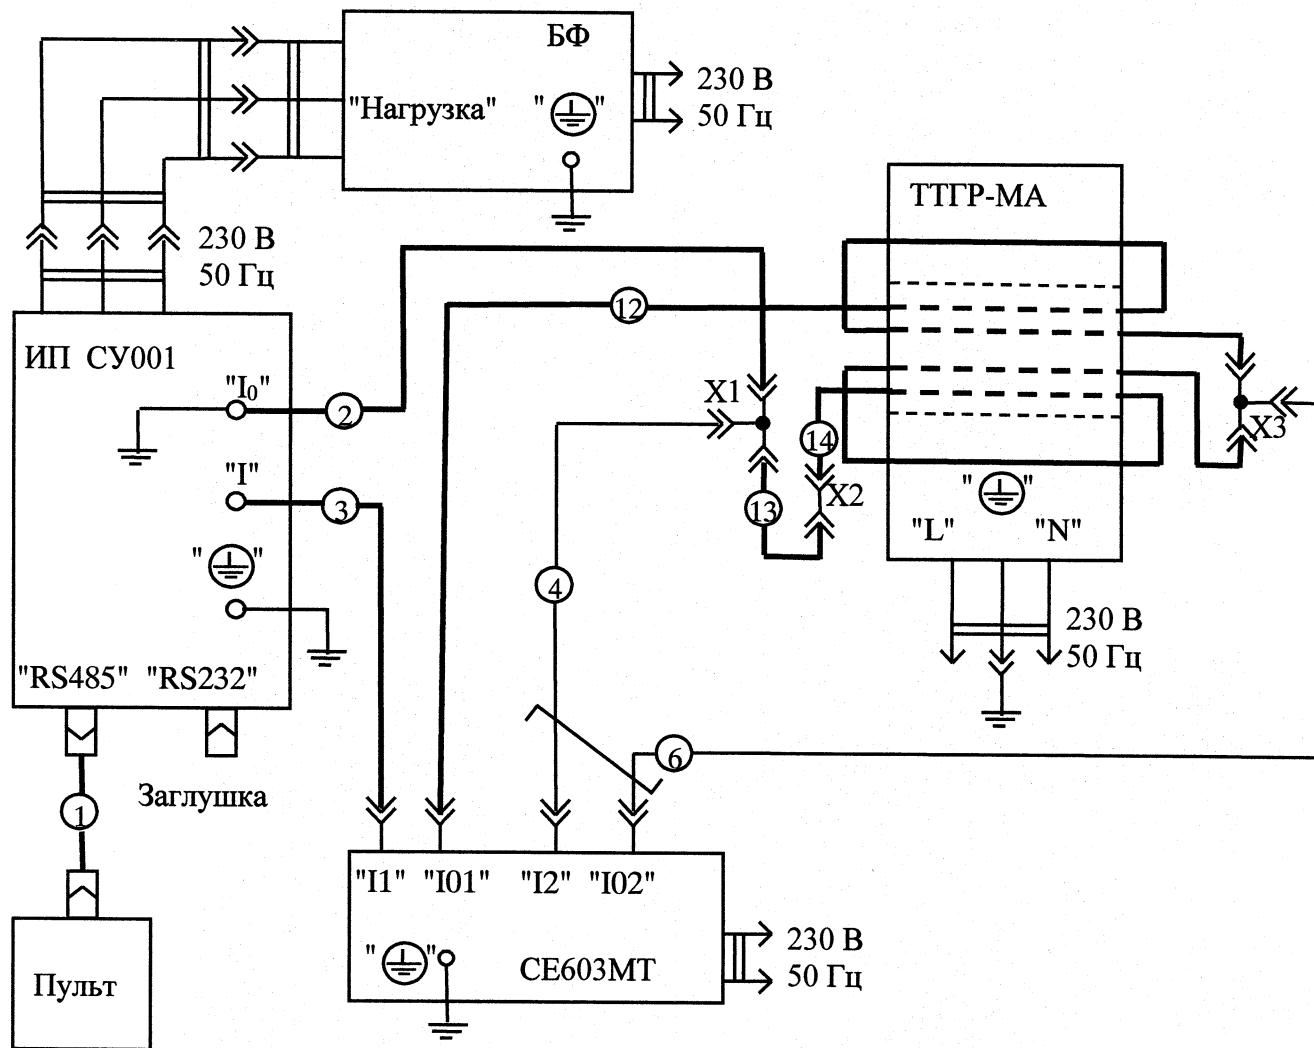 БФ
"Нагрузка"
" "
230 В
50 Гц
230 В
50 Гц
ТТГР-МА
12
ИП СУ001
"I₀"
2
"I"
3
" "
X1
14
13
X2
X3
" "
"L" "N"
230 В
50 Гц
4
"RS485" "RS232"
6
Заглушка
1
"I1" "I01" "I2" "I02"
" "
СЕ603МТ
230 В
50 Гц
Пульт